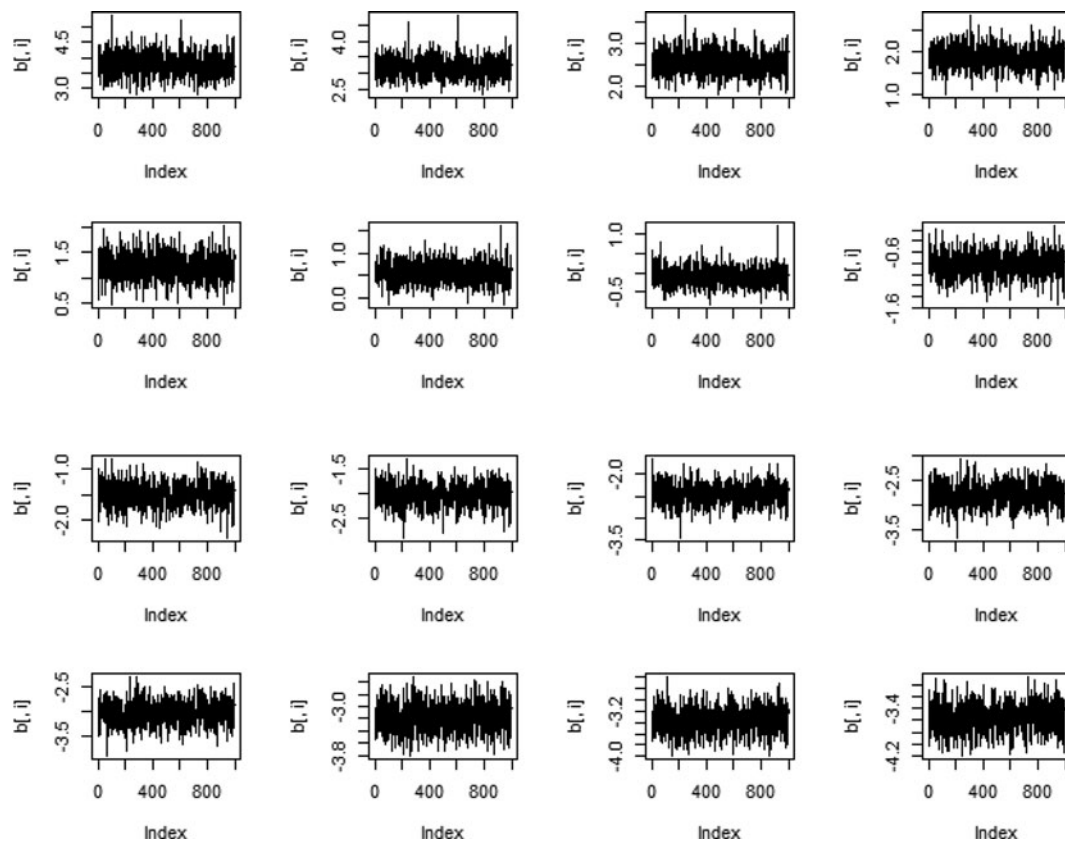 b[, i] 3.0 4.5 b[, i] 2.5 4.0 b[, i] 2.0 3.0 b[, i] 1.0 2.0
0 400 800 0 400 800 0 400 800 0 400 800
Index Index Index Index
b[, i] 0.5 1.5 b[, i] 0.0 1.0 b[, i] -0.5 1.0 b[, i] -1.6 -0.6
0 400 800 0 400 800 0 400 800 0 400 800
Index Index Index Index
b[, i] -2.0 -1.0 b[, i] -2.5 -1.5 b[, i] -3.5 -2.0 b[, i] -3.5 -2.5
0 400 800 0 400 800 0 400 800 0 400 800
Index Index Index Index
b[, i] -3.5 -2.5 b[, i] -3.8 -3.0 b[, i] -4.0 -3.2 b[, i] -4.2 -3.4
0 400 800 0 400 800 0 400 800 0 400 800
Index Index Index Index